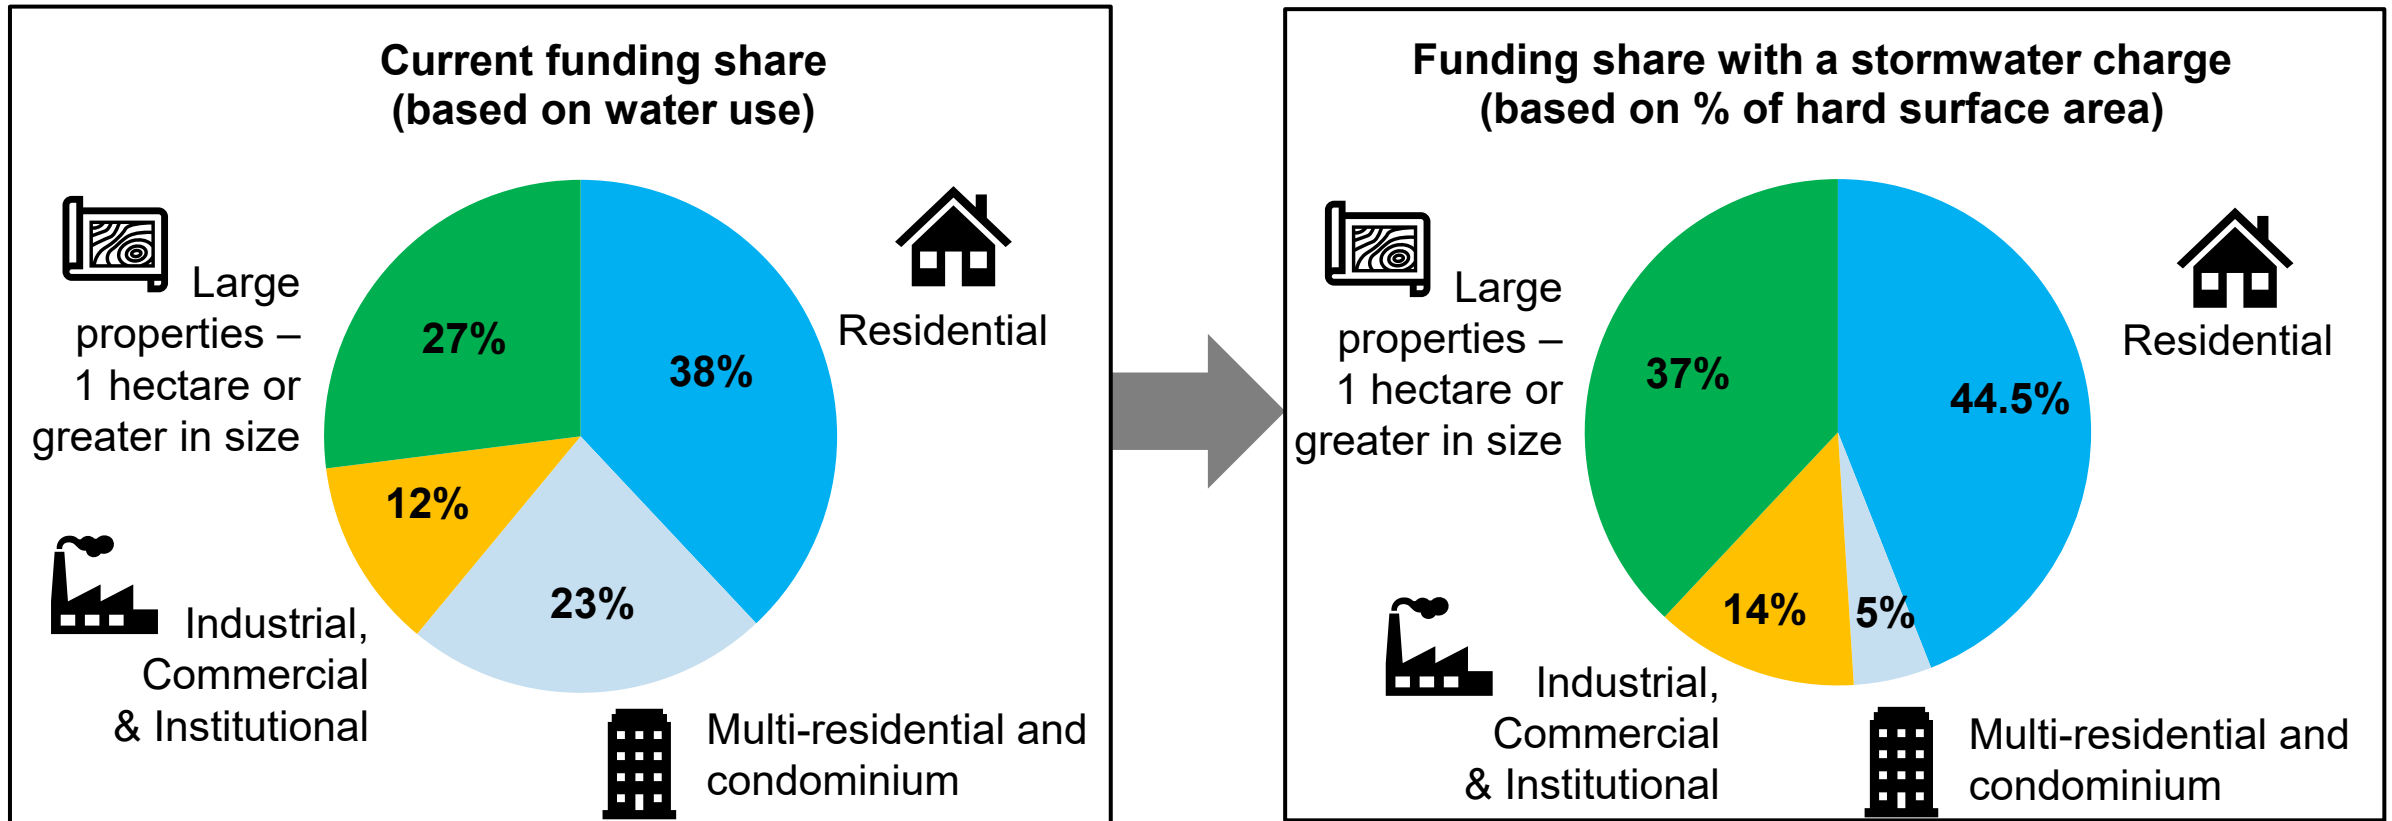 Current funding share
(based on water use)
Large
properties –
1 hectare or
greater in size
27%
38%
Residential
12%
23%
Industrial,
Commercial
& Institutional
Multi-residential and
condominium
Funding share with a stormwater charge
(based on % of hard surface area)
Large
properties –
1 hectare or
greater in size
37%
44.5%
Residential
14%
5%
Industrial,
Commercial
& Institutional
Multi-residential and
condominium